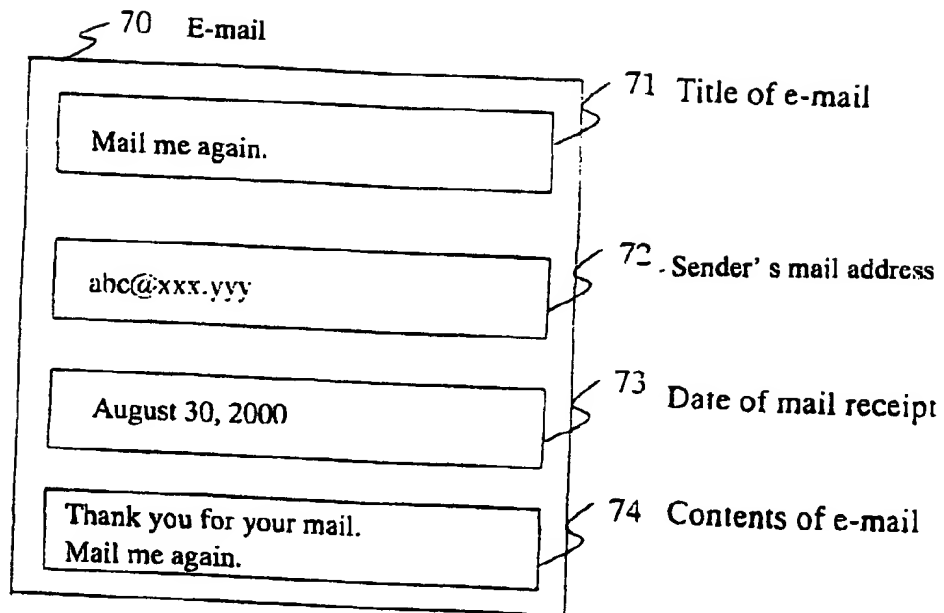 70 E-mail
71 Title of e-mail
Mail me again.
72 Sender's mail address
abc@xxx.yyy
73 Date of mail receipt
August 30, 2000
74 Contents of e-mail
Thank you for your mail.
Mail me again.